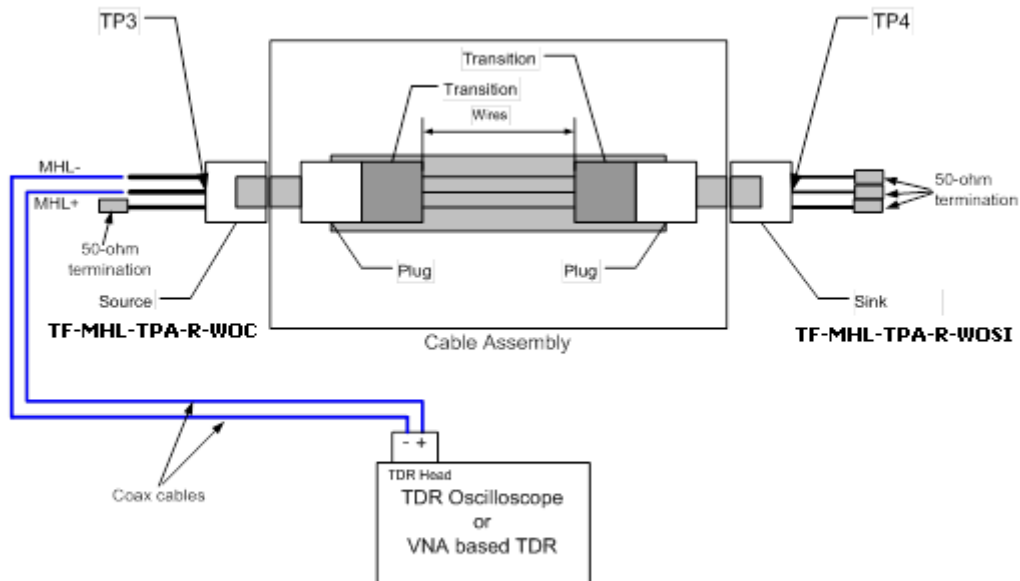 TP3
TP4
Transition
Transition
Wires
MHL-
MHL+
50-ohm
termination
50-ohm
termination
Plug
Plug
Source
Sink
TF-MHL-TPA-R-WOC
TF-MHL-TPA-R-WOSI
Cable Assembly
- +
TDR Head
Coax cables
TDR Oscilloscope
or
VNA based TDR